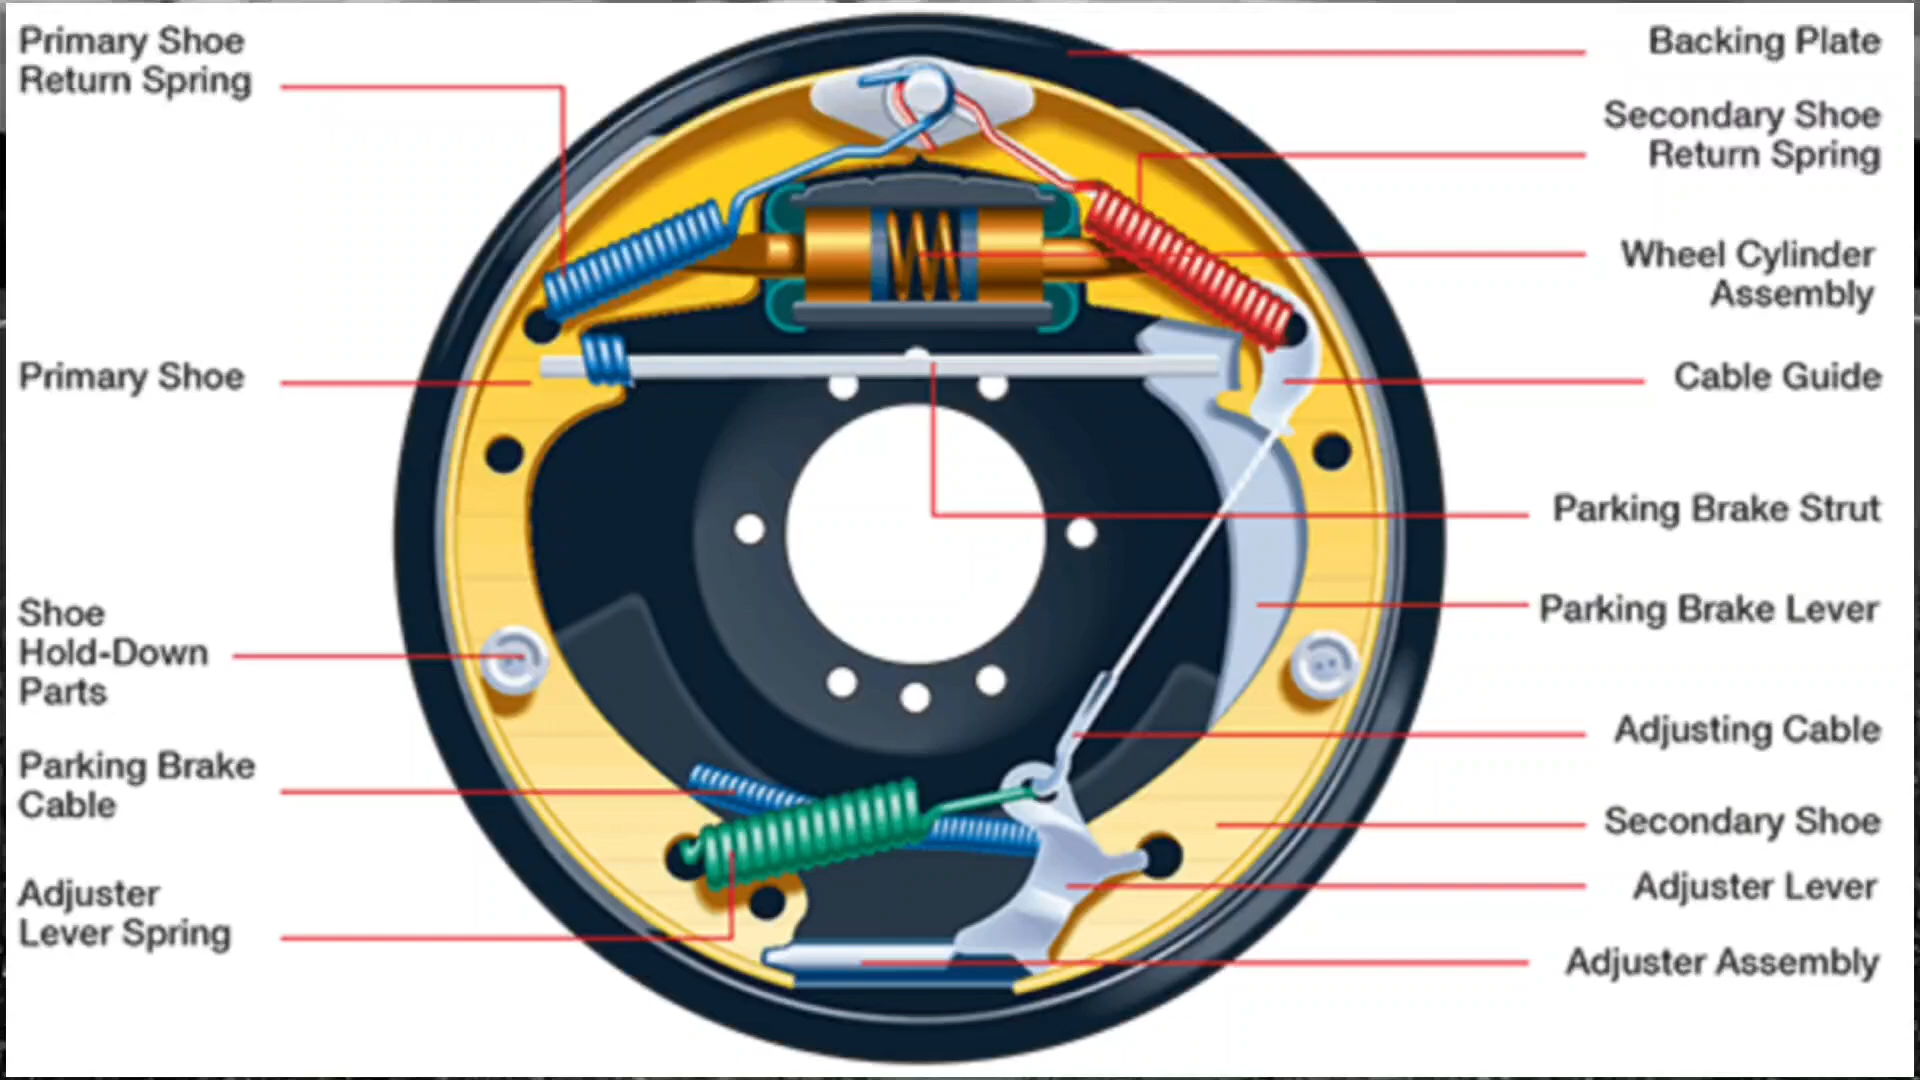 Primary Shoe
Return Spring
Primary Shoe
Shoe
Hold-Down
Parts
Parking Brake
Cable
Adjuster
Lever Spring
Backing Plate
Secondary Shoe
Return Spring
Wheel Cylinder
Assembly
Cable Guide
Parking Brake Strut
Parking Brake Lever
Adjusting Cable
Secondary Shoe
Adjuster Lever
Adjuster Assembly